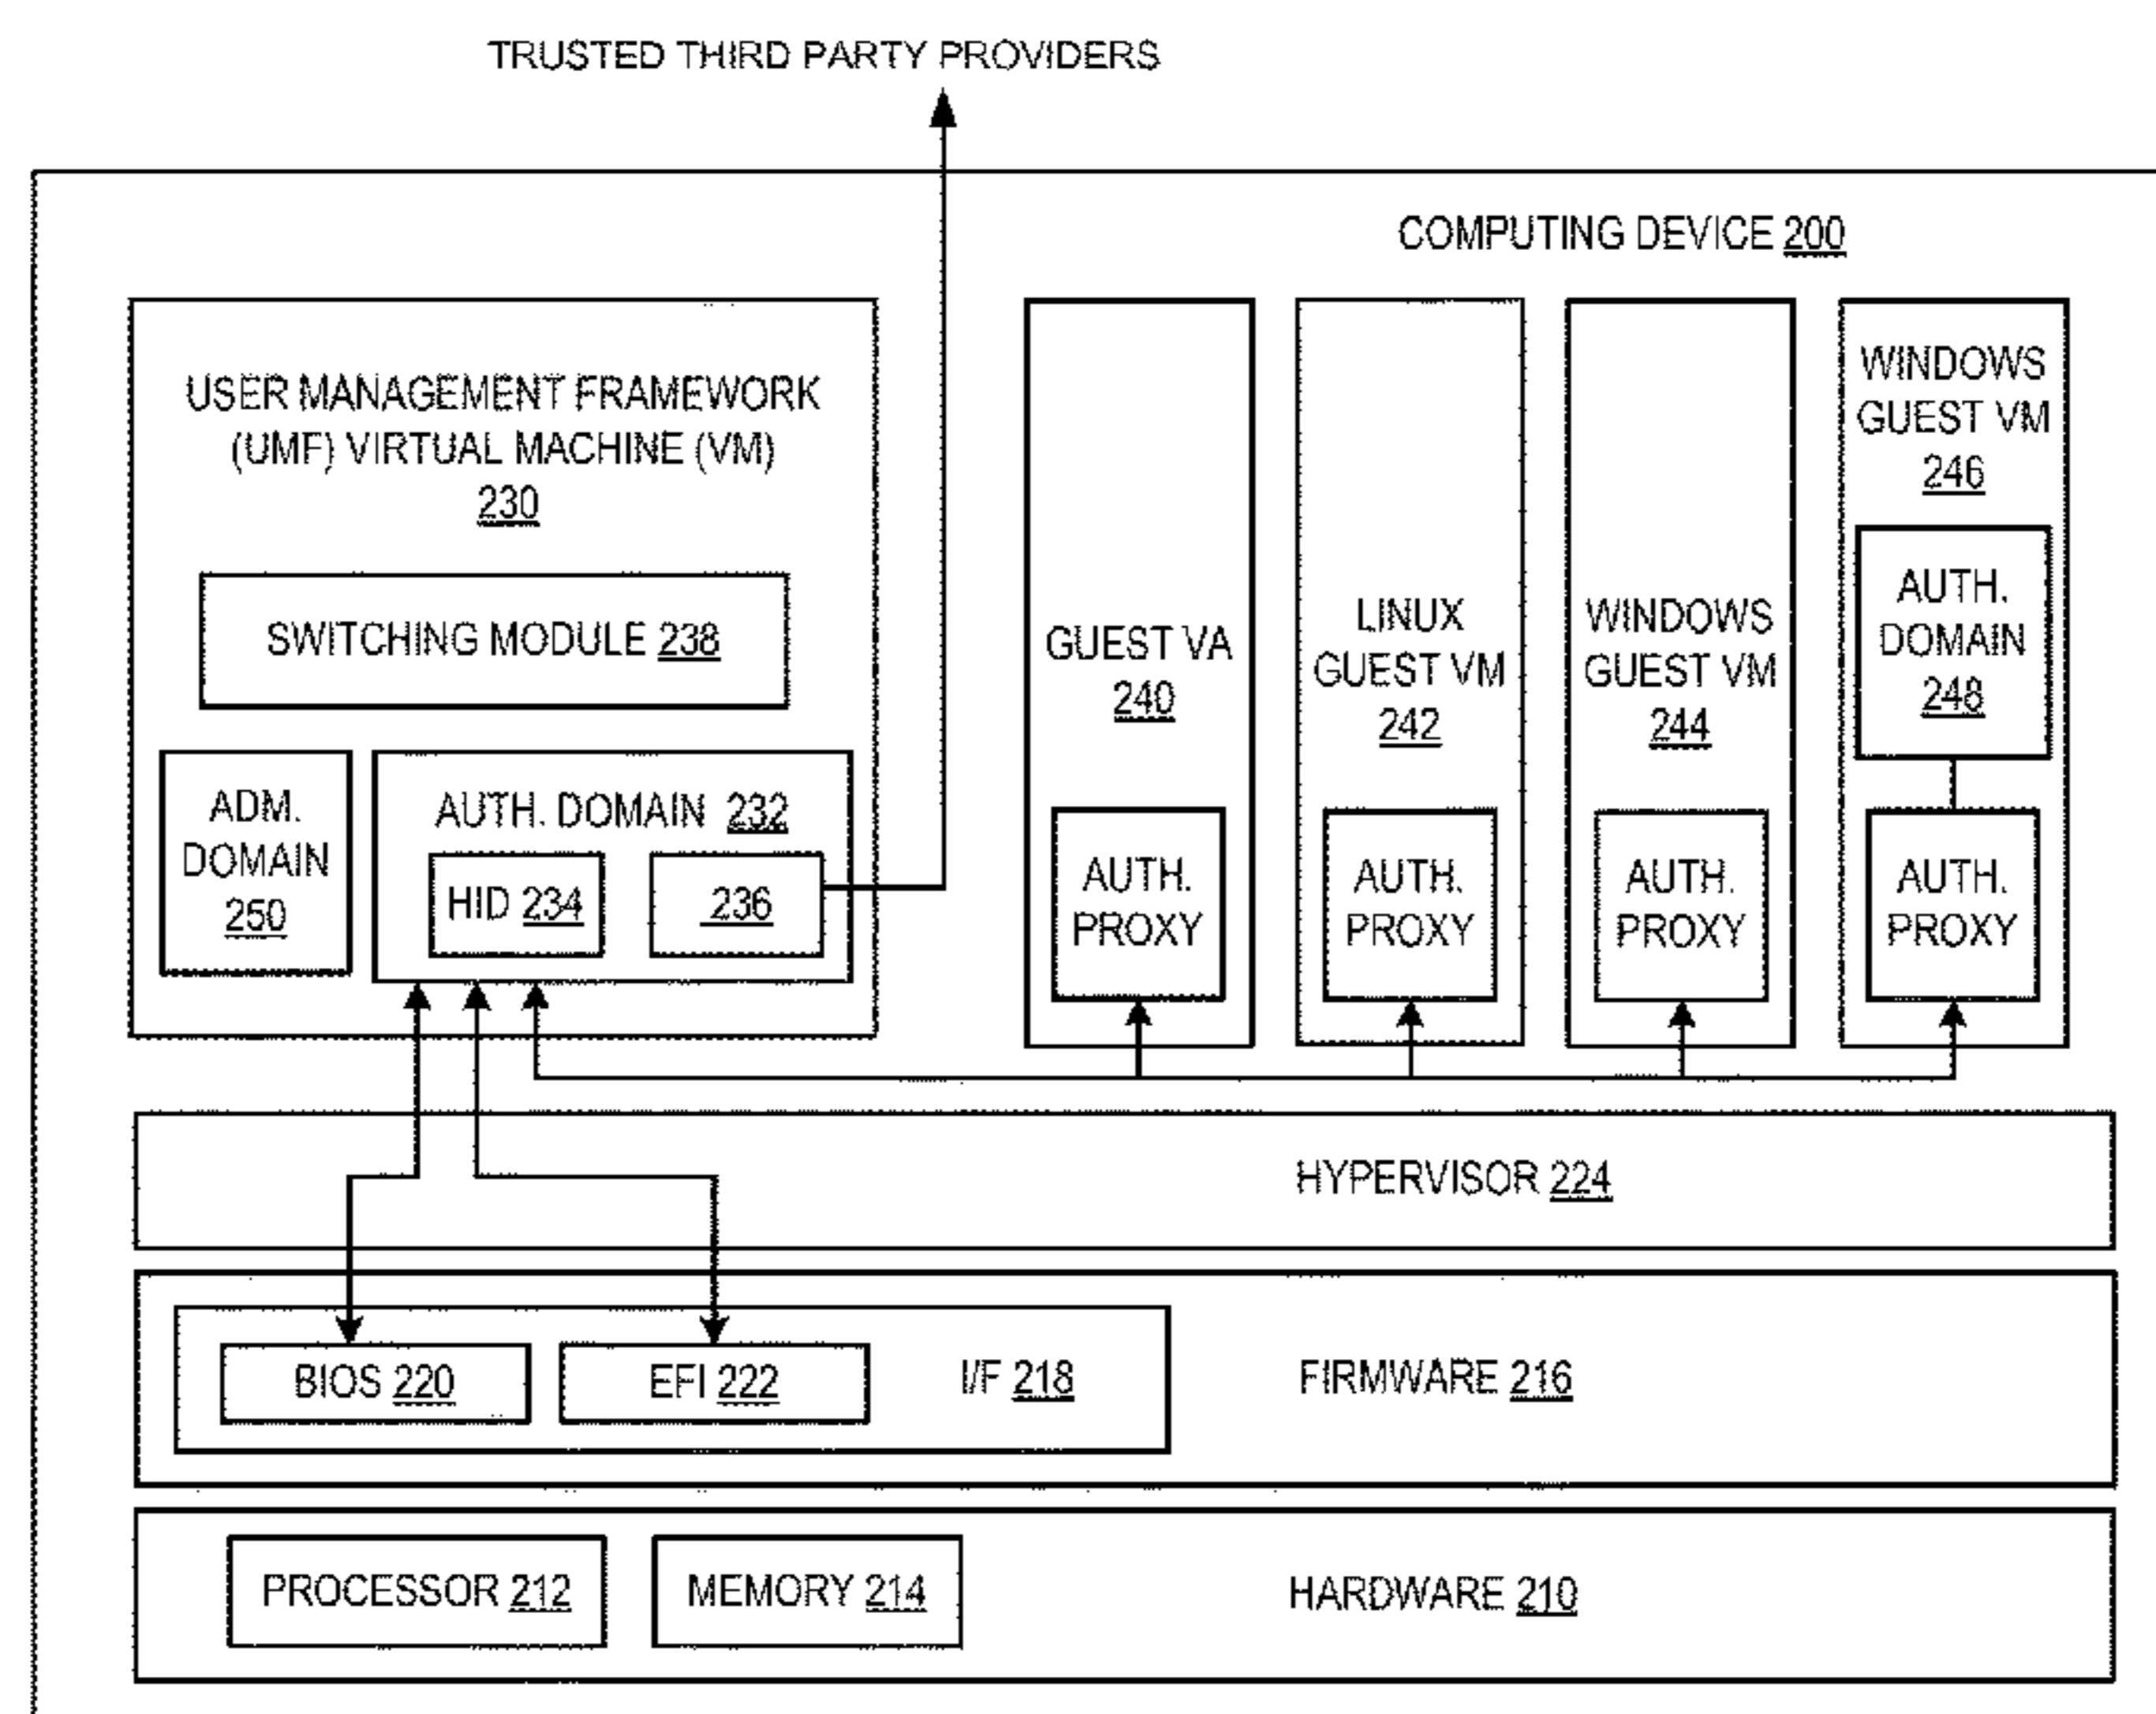 TRUSTED THIRD PARTY PROVIDERS
COMPUTING DEVICE 200
USER MANAGEMENT FRAMEWORK
(UMF) VIRTUAL MACHINE (VM)
230
SWITCHING MODULE 238
ADM.
DOMAIN
250
AUTH. DOMAIN 232
HID 234
236
GUEST VA
240
AUTH.
PROXY
LINUX
GUEST VM
242
AUTH.
PROXY
WINDOWS
GUEST VM
244
AUTH.
PROXY
WINDOWS
GUEST VM
246
AUTH.
DOMAIN
248
AUTH.
PROXY
HYPERVISOR 224
BIOS 220
EFI 222
I/F 218
FIRMWARE 216
PROCESSOR 212
MEMORY 214
HARDWARE 210